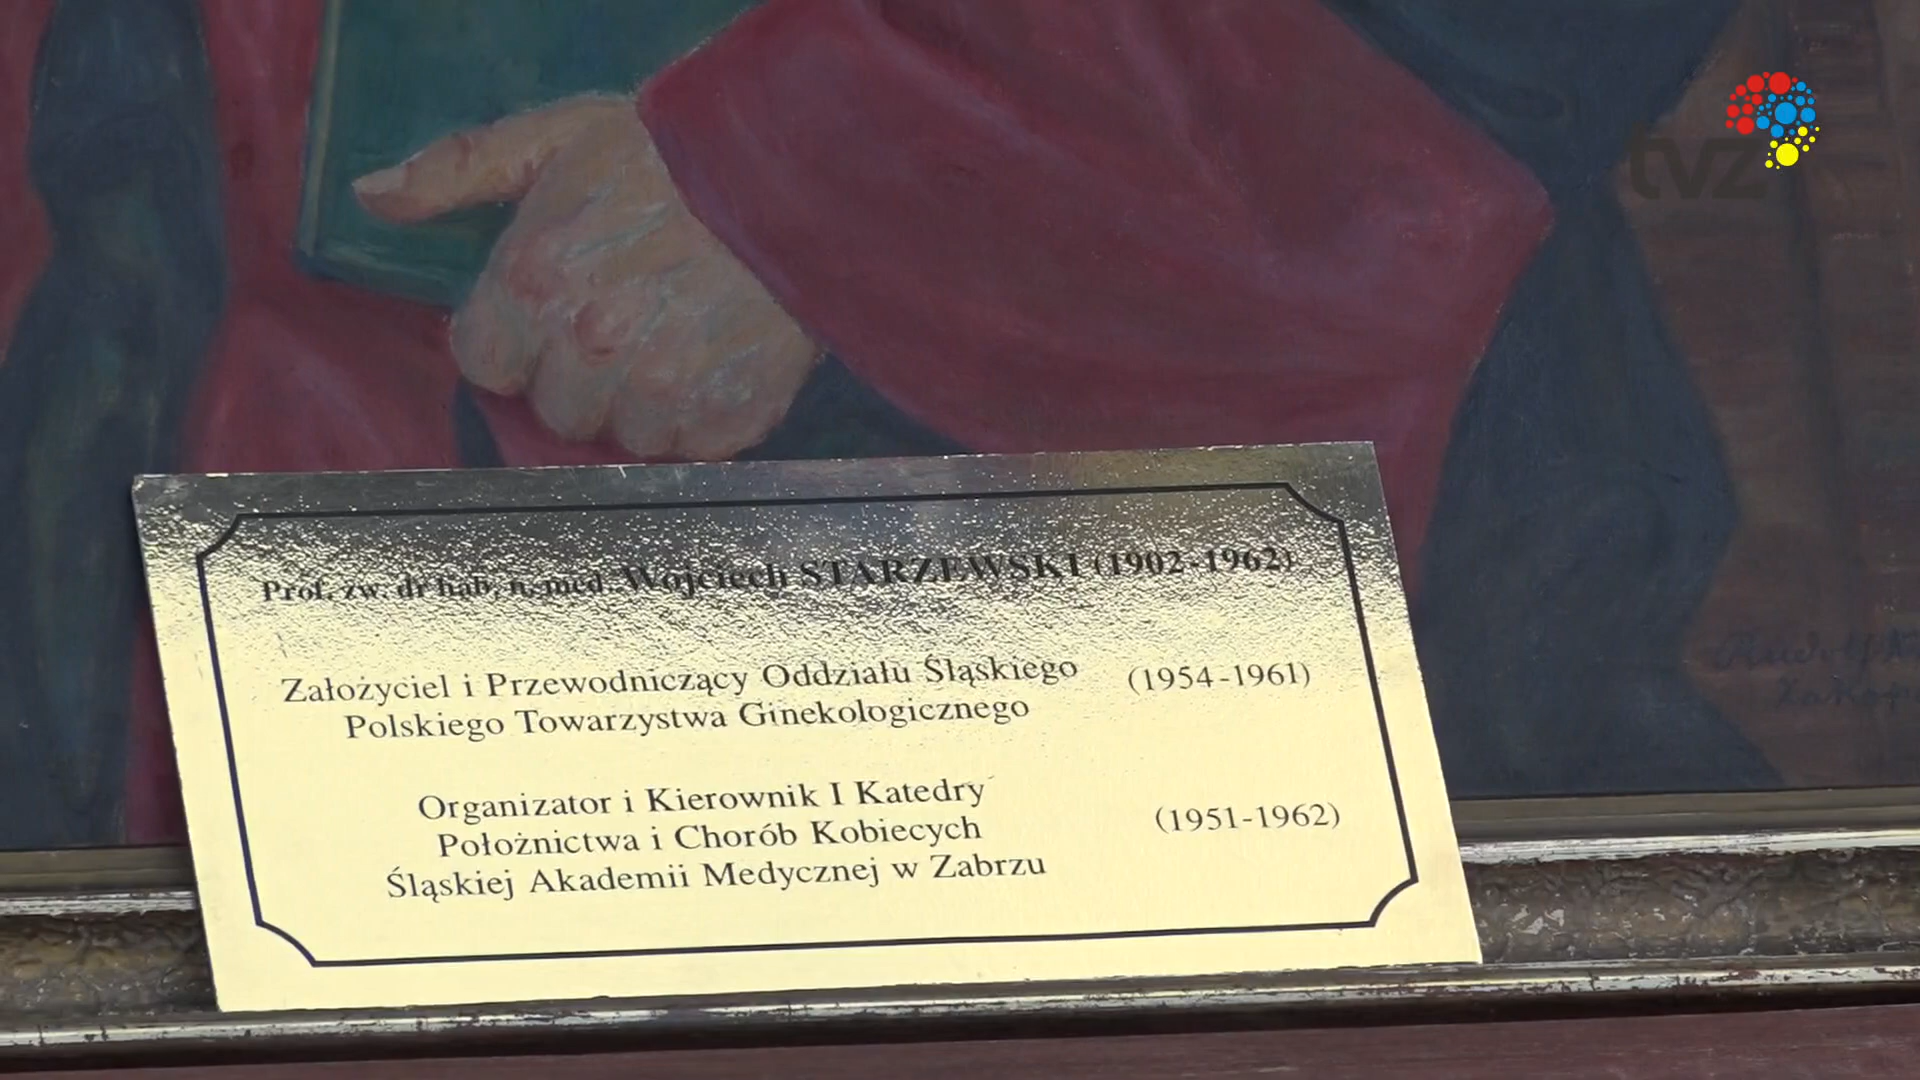 tvz
Prof. zw. dr hab. n. med. Wojciech STARZEWSKI (1902-1962)
Założyciel i Przewodniczący Oddziału Śląskiego (1954-1961)
Polskiego Towarzystwa Ginekologicznego
Organizator i Kierownik I Katedry
Położnictwa i Chorób Kobiecych (1951-1962)
Śląskiej Akademii Medycznej w Zabrzu
Rudolf